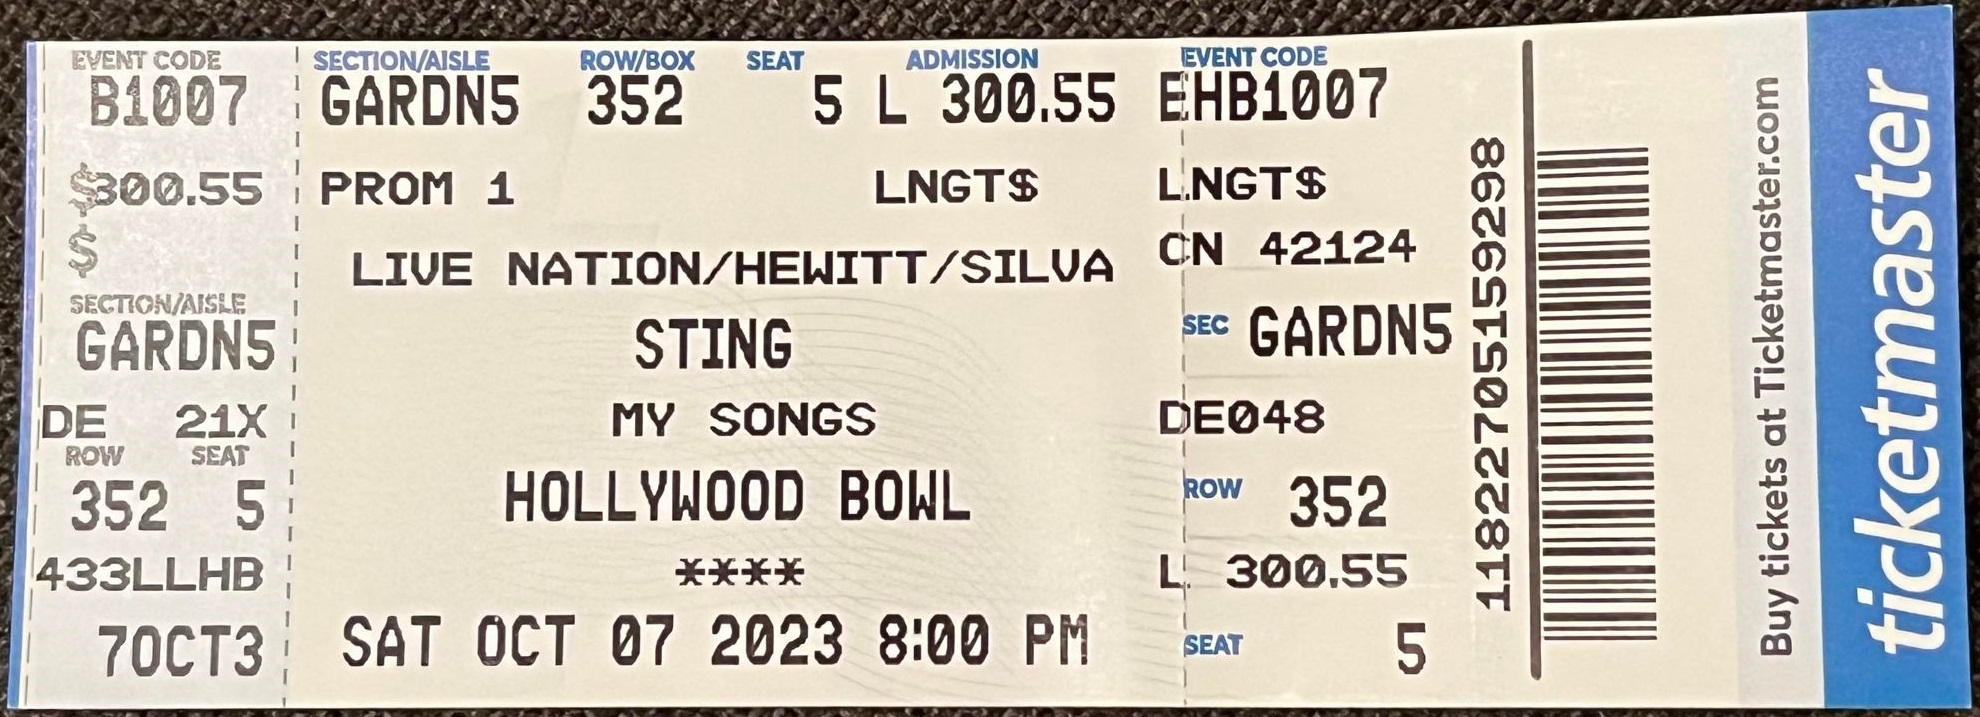 EVENT CODE
B1007
$300.55
$
SECTION/AISLE
GARDN5
DE 21X
ROW SEAT
352 5
433LLHB
7OCT3
SECTION/AISLE ROW/BOX SEAT ADMISSION
GARDN5 352 5 L 300.55
PROM 1 LNGT$
LIVE NATION/HEWITT/SILVA
STING
MY SONGS
HOLLYWOOD BOWL
****
SAT OCT 07 2023 8:00 PM
EVENT CODE
EHB1007
LNGT$
CN 42124
SEC GARDN5
DE048
ROW 352
L 300.55
SEAT 5
1182270515929​8
Buy tickets at Ticketmaster.com
ticketmaster